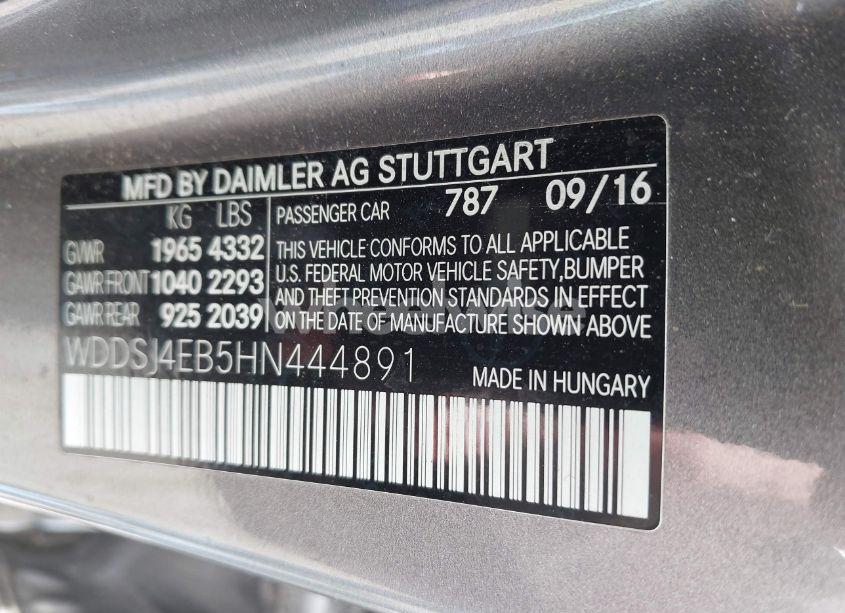 MFD BY DAIMLER AG STUTTGART
KG LBS
GVWR 1965 4332
GAWR FRONT 1040 2293
GAWR REAR 925 2039
PASSENGER CAR 787 09/16
THIS VEHICLE CONFORMS TO ALL APPLICABLE
U.S. FEDERAL MOTOR VEHICLE SAFETY,BUMPER
AND THEFT PREVENTION STANDARDS IN EFFECT
ON THE DATE OF MANUFACTURE SHOWN ABOVE
WDDSJ4EB5HN444891
MADE IN HUNGARY